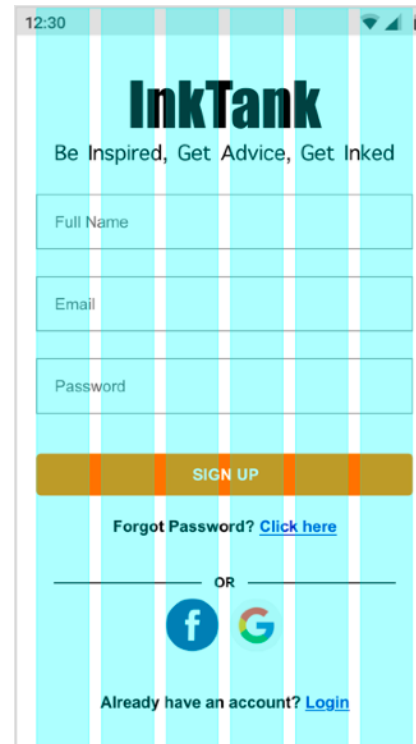 12:30
InkTank
Be Inspired, Get Advice, Get Inked
Full Name
Email
Password
SIGN UP
Forgot Password? Click here
OR
f G
Already have an account? Login